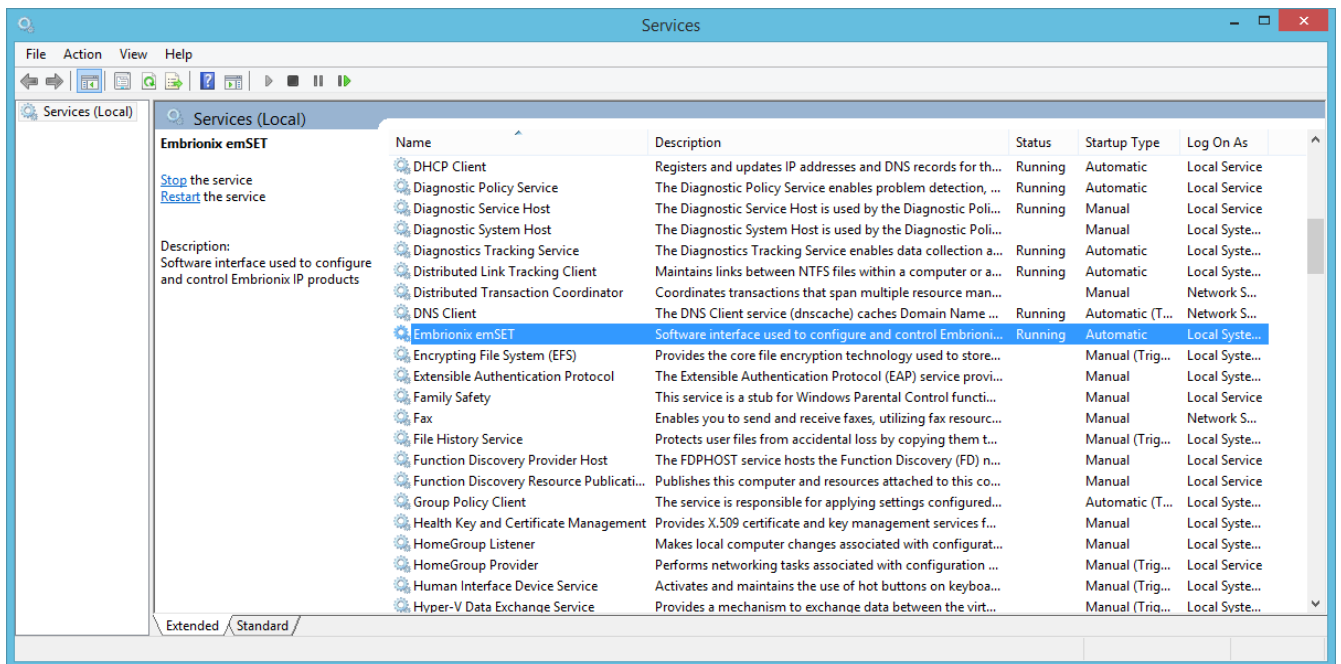 Services
File Action View Help
Services (Local)
Services (Local)
Embrionix emSET
Stop the service
Restart the service
Description:
Software interface used to configure
and control Embrionix IP products
Name Description Status Startup Type Log On As
DHCP Client Registers and updates IP addresses and DNS records for th... Running Automatic Local Service
Diagnostic Policy Service The Diagnostic Policy Service enables problem detection, ... Running Automatic Local Service
Diagnostic Service Host The Diagnostic Service Host is used by the Diagnostic Poli... Running Manual Local Service
Diagnostic System Host The Diagnostic System Host is used by the Diagnostic Poli... Manual Local Syste...
Diagnostics Tracking Service The Diagnostics Tracking Service enables data collection a... Running Automatic Local Syste...
Distributed Link Tracking Client Maintains links between NTFS files within a computer or a... Running Automatic Local Syste...
Distributed Transaction Coordinator Coordinates transactions that span multiple resource man... Manual Network S...
DNS Client The DNS Client service (dnscache) caches Domain Name ... Running Automatic (T... Network S...
Embrionix emSET Software interface used to configure and control Embrioni... Running Automatic Local Syste...
Encrypting File System (EFS) Provides the core file encryption technology used to store... Manual (Trig... Local Syste...
Extensible Authentication Protocol The Extensible Authentication Protocol (EAP) service provi... Manual Local Syste...
Family Safety This service is a stub for Windows Parental Control functi... Manual Local Service
Fax Enables you to send and receive faxes, utilizing fax resourc... Manual Network S...
File History Service Protects user files from accidental loss by copying them t... Manual (Trig... Local Syste...
Function Discovery Provider Host The FDPHOST service hosts the Function Discovery (FD) n... Manual Local Service
Function Discovery Resource Publicati... Publishes this computer and resources attached to this co... Manual Local Service
Group Policy Client The service is responsible for applying settings configured... Automatic (T... Local Syste...
Health Key and Certificate Management Provides X.509 certificate and key management services f... Manual Local Syste...
HomeGroup Listener Makes local computer changes associated with configurat... Manual Local Syste...
HomeGroup Provider Performs networking tasks associated with configuration ... Manual (Trig... Local Service
Human Interface Device Service Activates and maintains the use of hot buttons on keyboa... Manual (Trig... Local Syste...
Hyper-V Data Exchange Service Provides a mechanism to exchange data between the virt... Manual (Trig... Local Syste...
Extended Standard